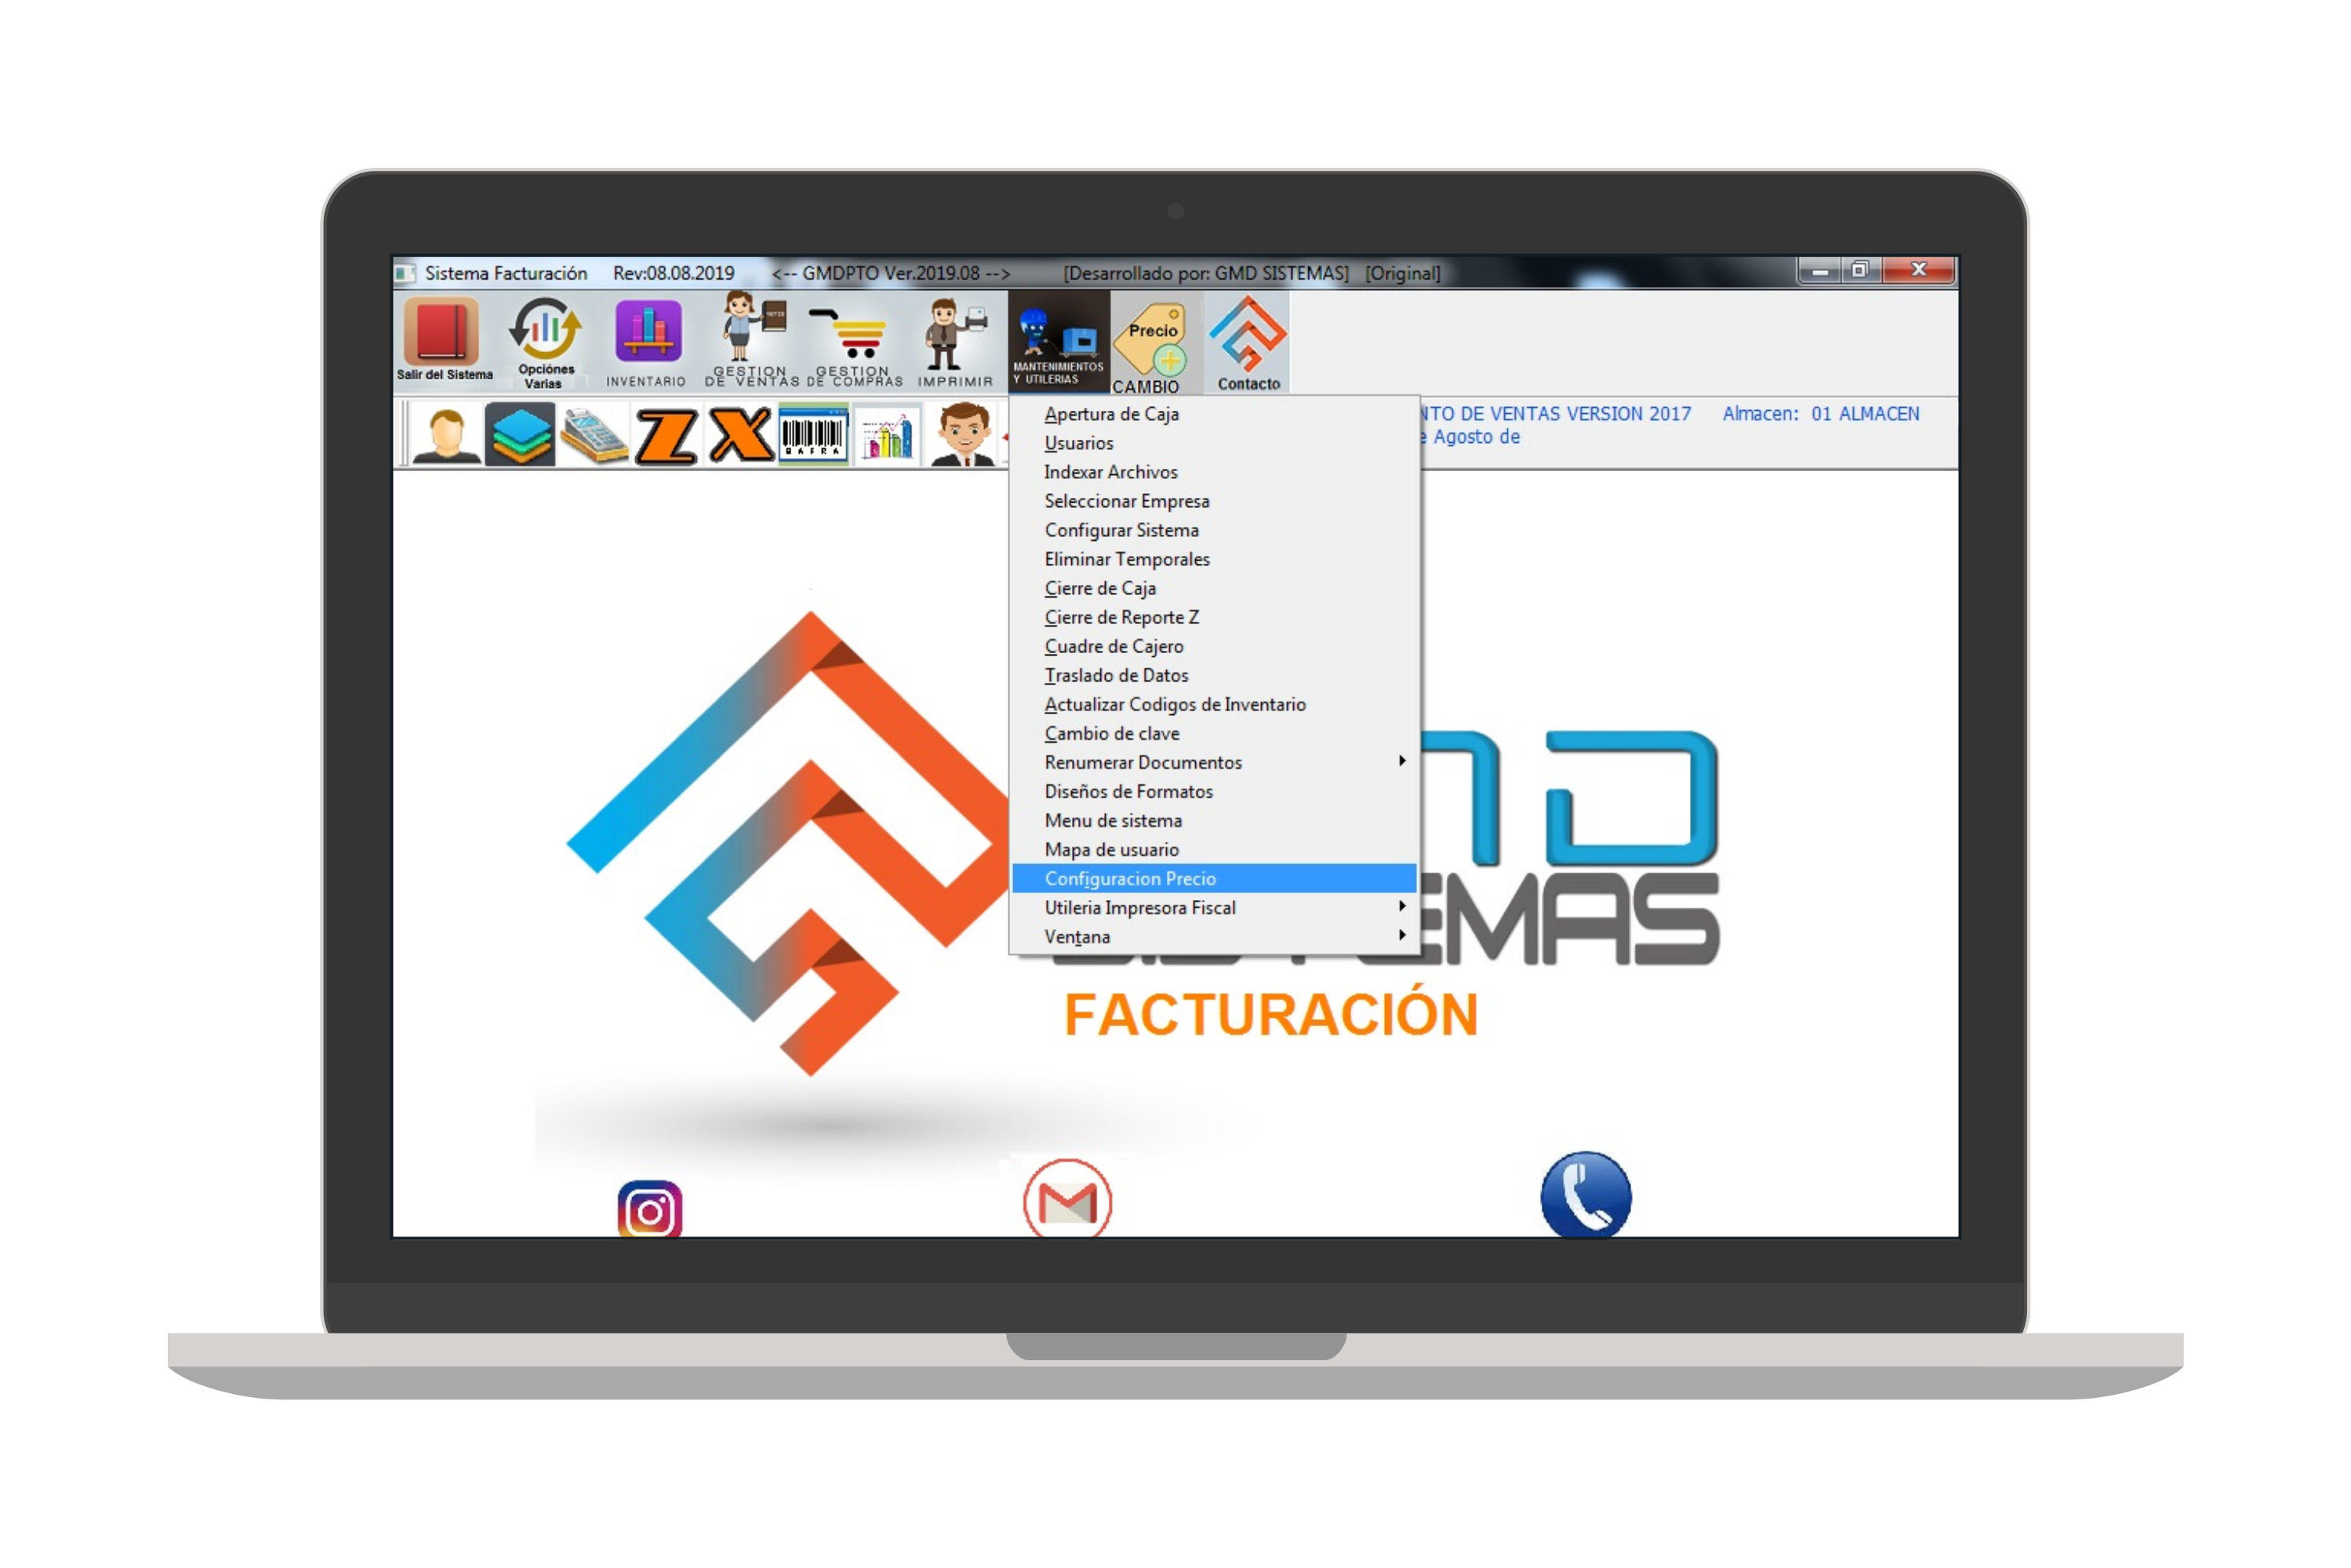 Sistema Facturación Rev:08.08.2019 <-- GMDPTO Ver.2019.08 --> [Desarrollado por: GMD SISTEMAS] [Original]
Salir del Sistema
Opciónes
Varias
INVENTARIO
GESTION
DE VENTAS
GESTION
DE COMPRAS
IMPRIMIR
MANTENIMIENTOS
Y UTILERIAS
Precio
CAMBIO
Contacto
Z X
NTO DE VENTAS VERSION 2017 Almacen: 01 ALMACEN
e Agosto de
Apertura de Caja
Usuarios
Indexar Archivos
Seleccionar Empresa
Configurar Sistema
Eliminar Temporales
Cierre de Caja
Cierre de Reporte Z
Cuadre de Cajero
Traslado de Datos
Actualizar Codigos de Inventario
Cambio de clave
Renumerar Documentos
Diseños de Formatos
Menu de sistema
Mapa de usuario
Configuracion Precio
Utileria Impresora Fiscal
Ventana
D
EMAS
FACTURACIÓN